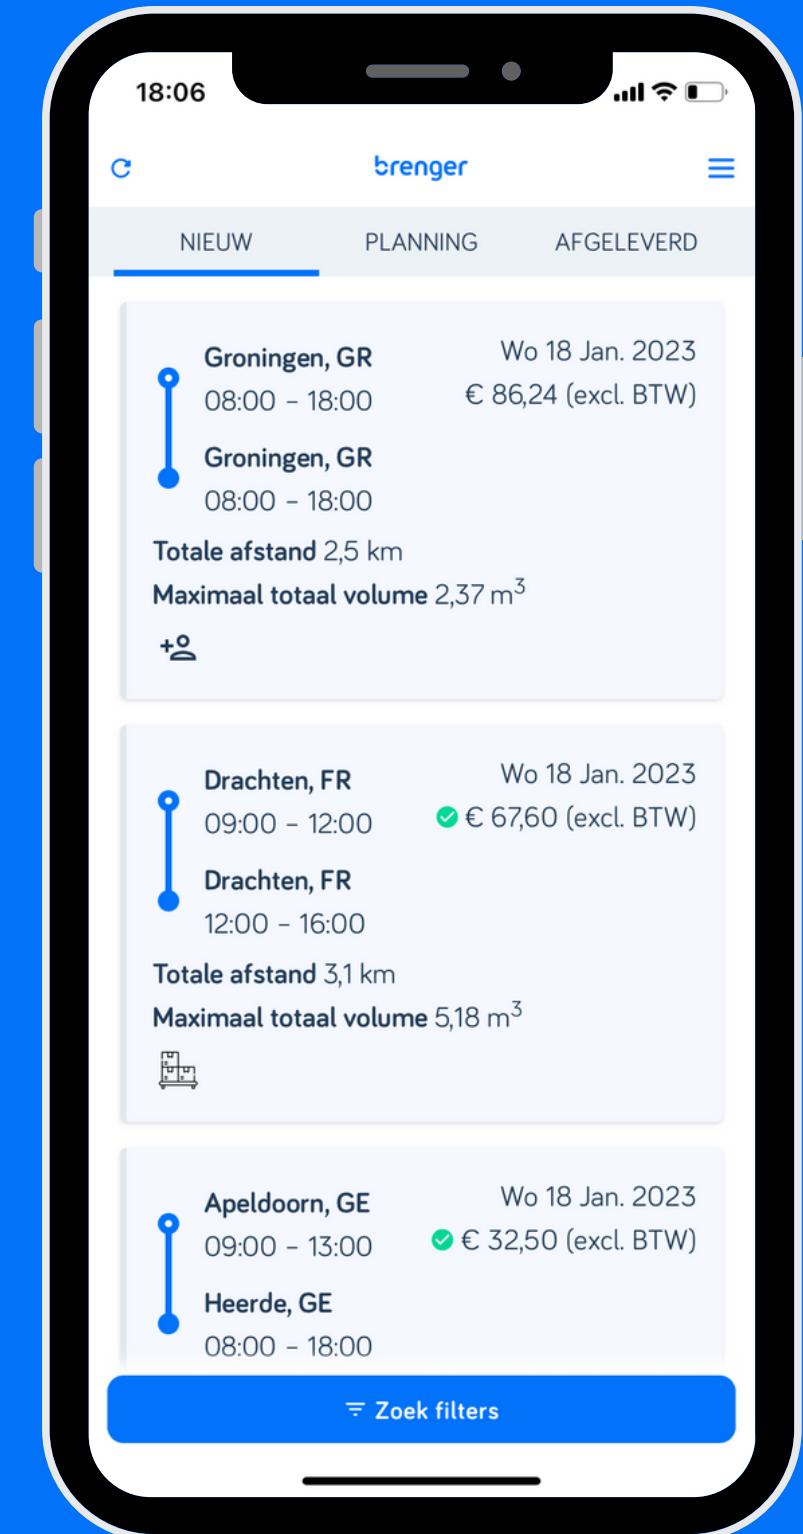 18:06
brenger
NIEUW PLANNING AFGELEVERD
Groningen, GR Wo 18 Jan. 2023
08:00 – 18:00 € 86,24 (excl. BTW)
Groningen, GR
08:00 – 18:00
Totale afstand 2,5 km
Maximaal totaal volume 2,37 m³
Drachten, FR Wo 18 Jan. 2023
09:00 – 12:00 € 67,60 (excl. BTW)
Drachten, FR
12:00 – 16:00
Totale afstand 3,1 km
Maximaal totaal volume 5,18 m³
Apeldoorn, GE Wo 18 Jan. 2023
09:00 – 13:00 € 32,50 (excl. BTW)
Heerde, GE
08:00 – 18:00
Zoek filters